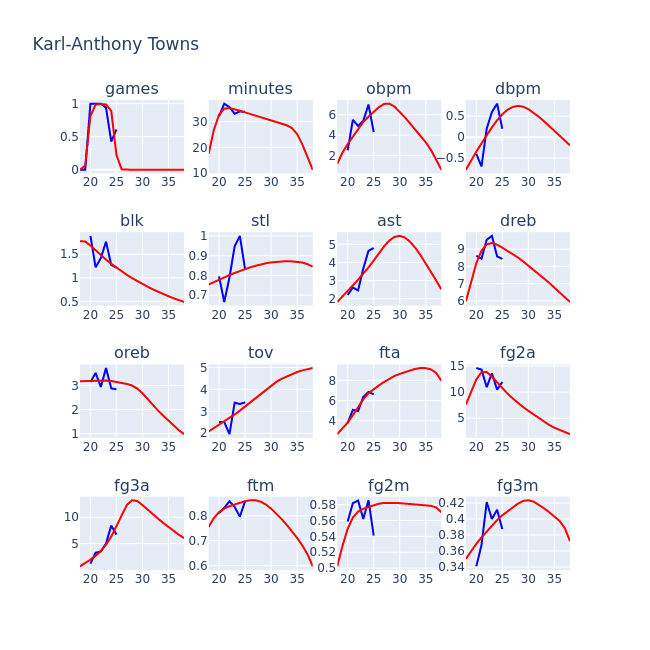 Karl-Anthony Towns
games minutes obpm dbpm
1 0.5 0 20 25 30 35
30 20 10 20 25 30 35
6 4 2 20 25 30 35
0.5 0 −0.5 20 25 30 35
blk stl ast dreb
1.5 1 0.5 20 25 30 35
1 0.9 0.8 0.7 20 25 30 35
5 4 3 2 20 25 30 35
9 8 7 6 20 25 30 35
oreb tov fta fg2a
3 2 1 20 25 30 35
5 4 3 2 20 25 30 35
8 6 4 20 25 30 35
15 10 5 20 25 30 35
fg3a ftm fg2m fg3m
10 5 20 25 30 35
0.8 0.7 0.6 20 25 30 35
0.58 0.56 0.54 0.52 0.5 20 25 30 35
0.42 0.4 0.38 0.36 0.34 20 25 30 35